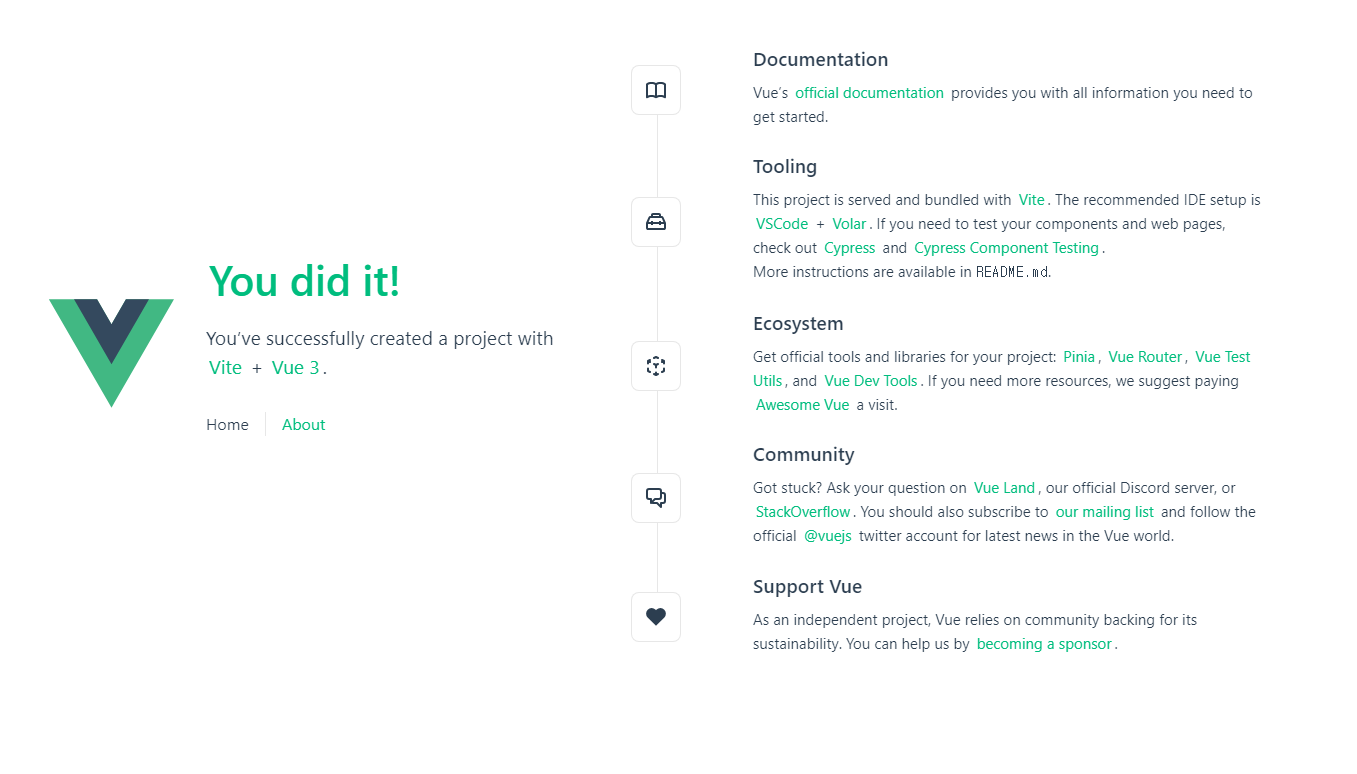 You did it!
You’ve successfully created a project with
Vite + Vue 3.
Home About
Documentation
Vue’s official documentation provides you with all information you need to
get started.
Tooling
This project is served and bundled with Vite. The recommended IDE setup is
VSCode + Volar. If you need to test your components and web pages,
check out Cypress and Cypress Component Testing.
More instructions are available in README.md.
Ecosystem
Get official tools and libraries for your project: Pinia, Vue Router, Vue Test
Utils, and Vue Dev Tools. If you need more resources, we suggest paying
Awesome Vue a visit.
Community
Got stuck? Ask your question on Vue Land, our official Discord server, or
StackOverflow. You should also subscribe to our mailing list and follow the
official @vuejs twitter account for latest news in the Vue world.
Support Vue
As an independent project, Vue relies on community backing for its
sustainability. You can help us by becoming a sponsor.